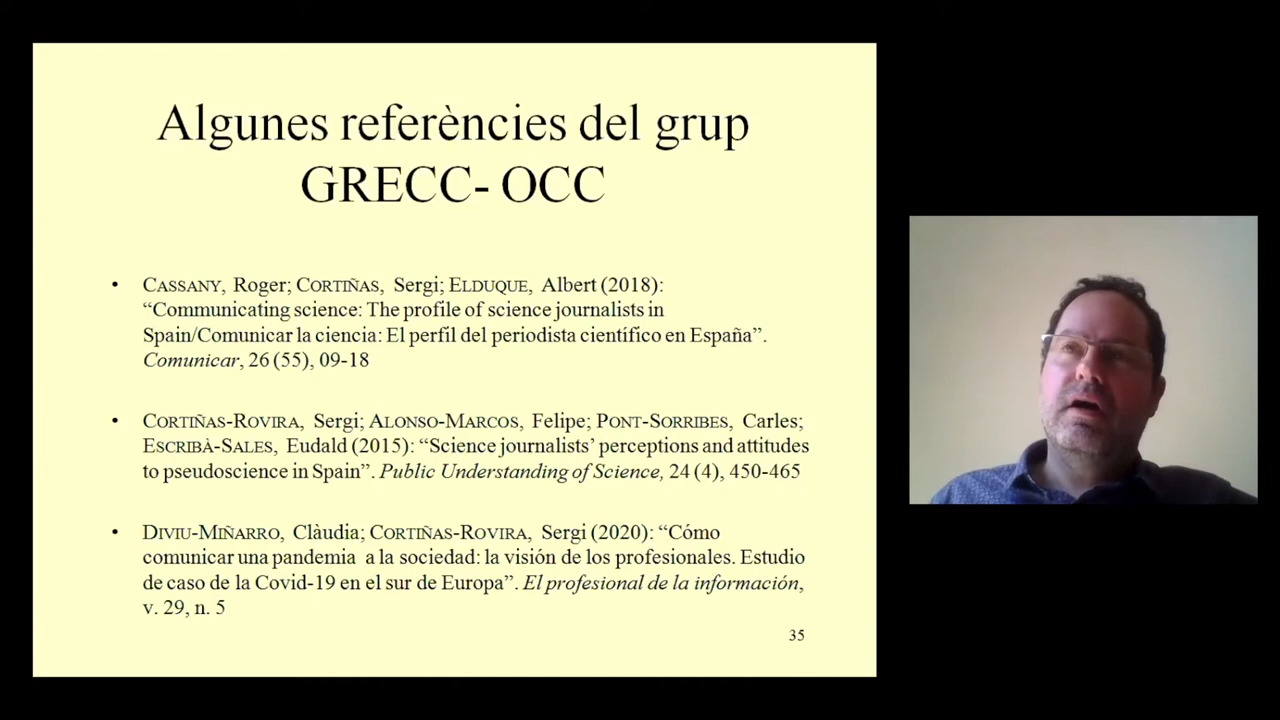 Algunes referències del grup
GRECC- OCC
• CASSANY, Roger; CORTIÑAS, Sergi; ELDUQUE, Albert (2018):
“Communicating science: The profile of science journalists in
Spain/Comunicar la ciencia: El perfil del periodista científico en España”.
Comunicar, 26 (55), 09-18
• CORTIÑAS-ROVIRA, Sergi; ALONSO-MARCOS, Felipe; PONT-SORRIBES, Carles;
ESCRIBÀ-SALES, Eudald (2015): “Science journalists’ perceptions and attitudes
to pseudoscience in Spain”. Public Understanding of Science, 24 (4), 450-465
• DIVIU-MIÑARRO, Clàudia; CORTIÑAS-ROVIRA, Sergi (2020): “Cómo
comunicar una pandemia a la sociedad: la visión de los profesionales. Estudio
de caso de la Covid-19 en el sur de Europa”. El profesional de la información,
v. 29, n. 5
35